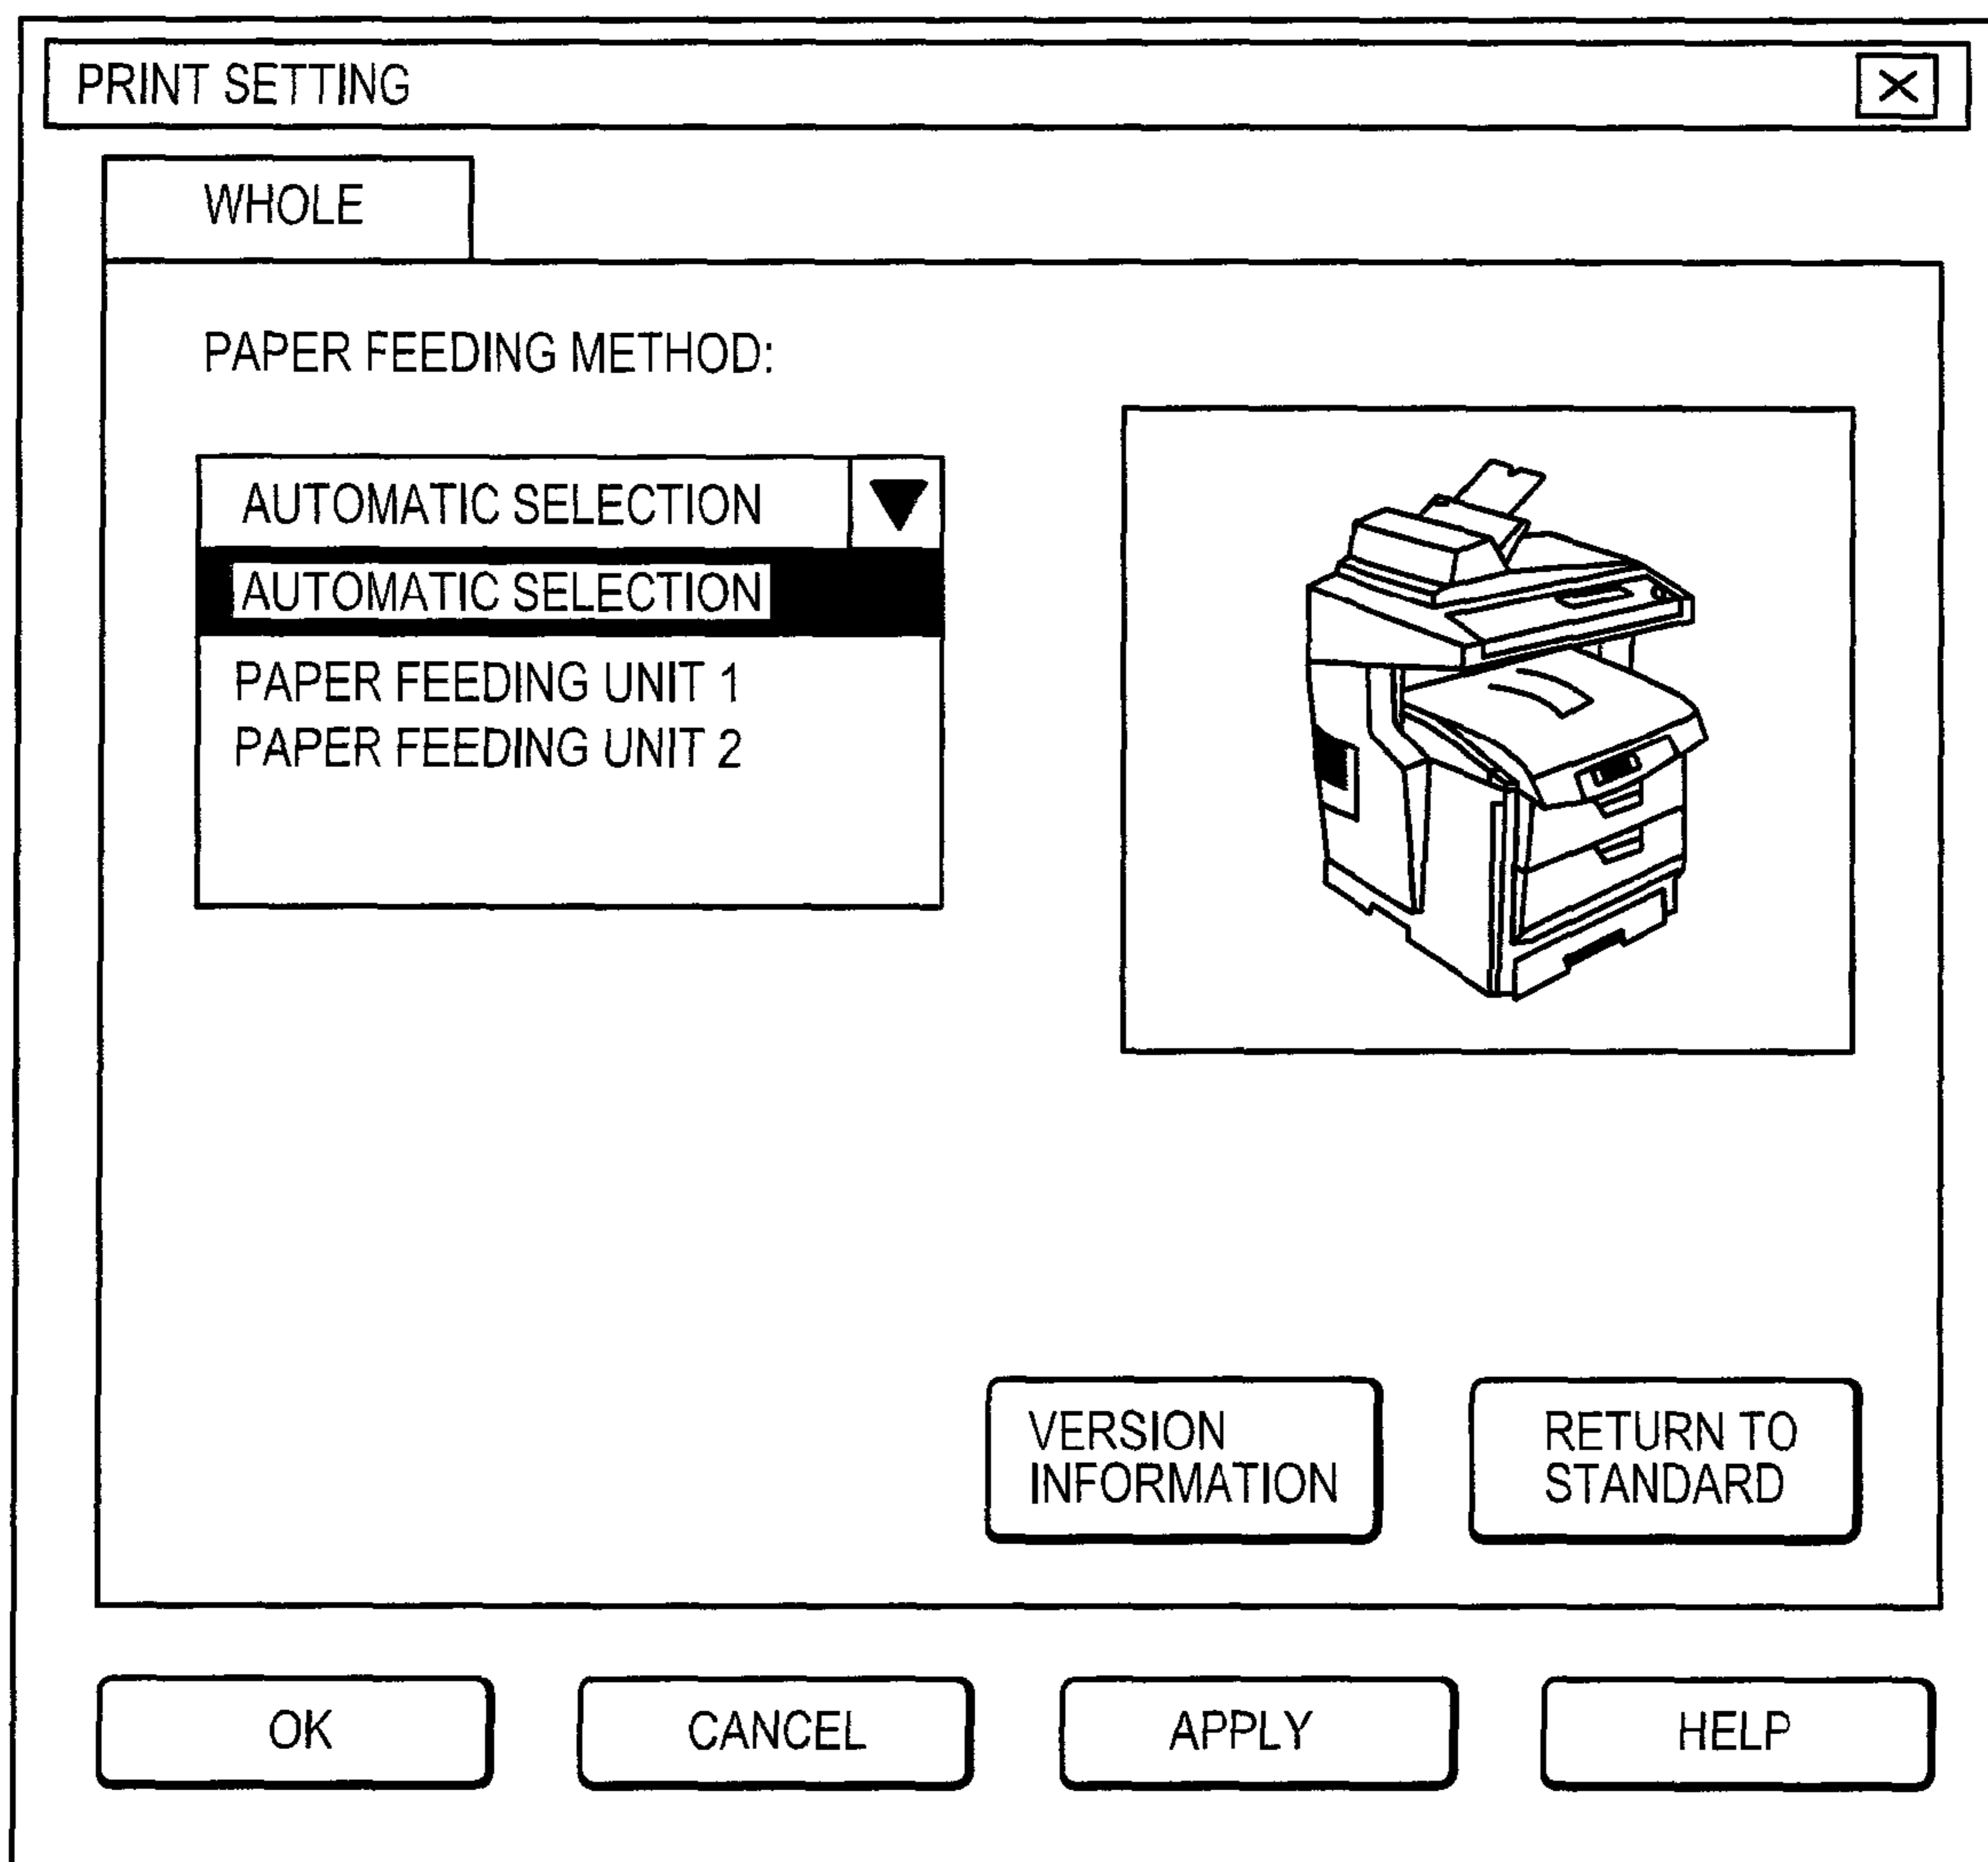 PRINT SETTING
WHOLE
PAPER FEEDING METHOD:
AUTOMATIC SELECTION
AUTOMATIC SELECTION
PAPER FEEDING UNIT 1
PAPER FEEDING UNIT 2
VERSION
INFORMATION
RETURN TO
STANDARD
OK
CANCEL
APPLY
HELP